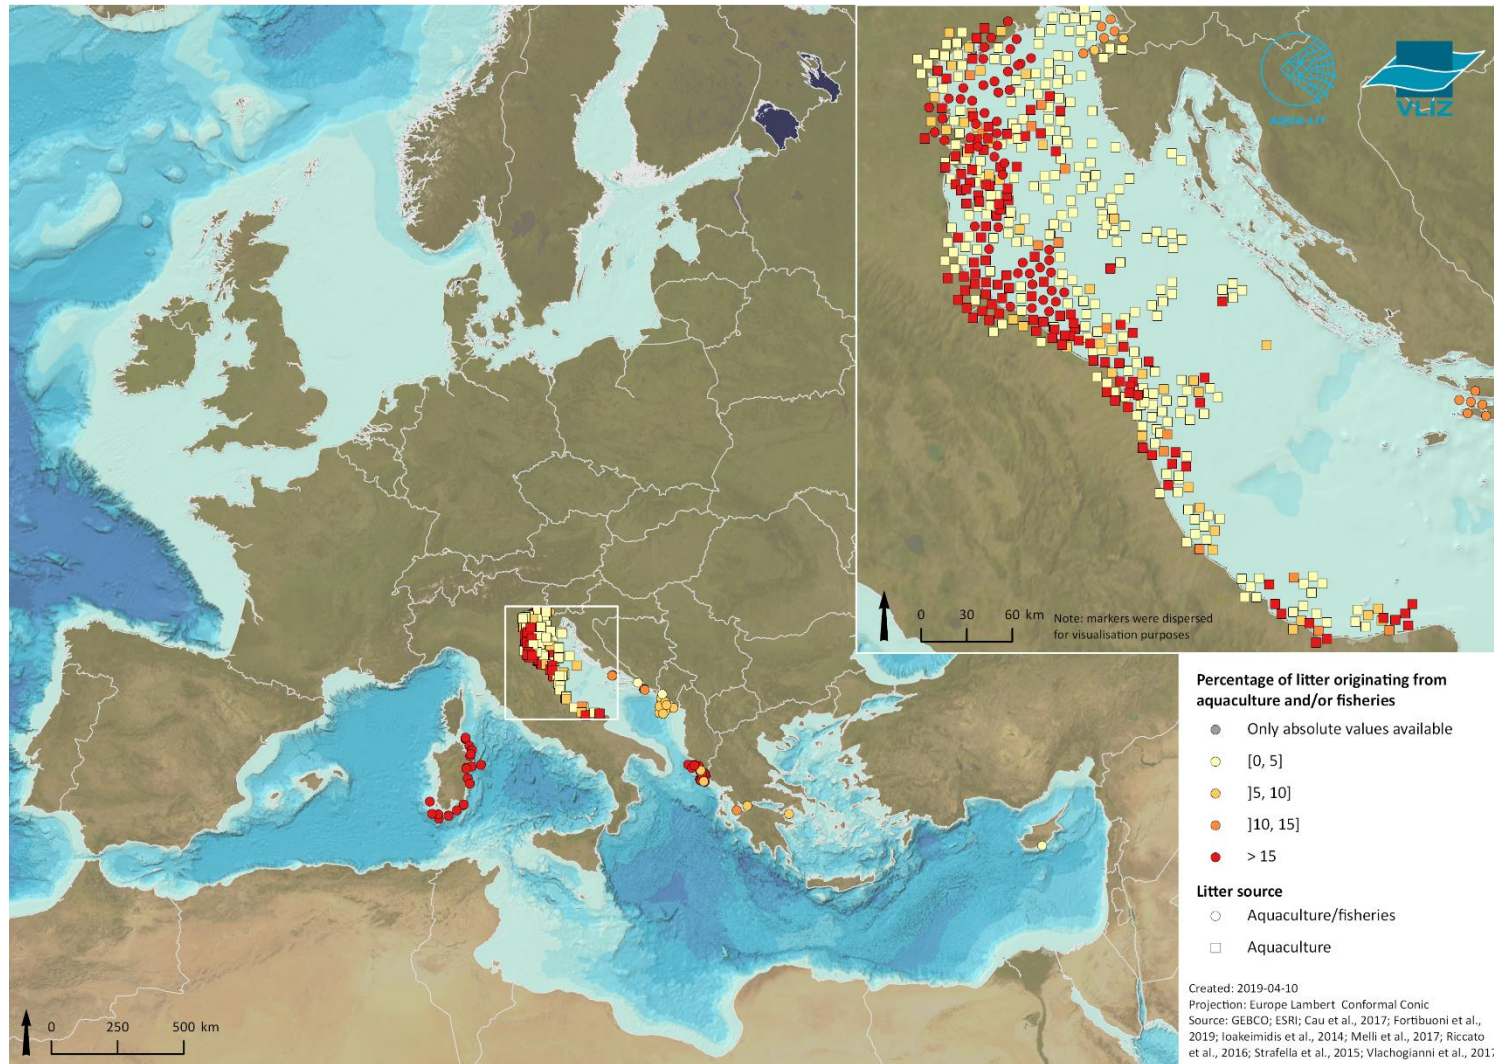 AQUA-LIT
VLIZ
0 30 60 km
Note: markers were dispersed
for visualisation purposes
Percentage of litter originating from
aquaculture and/or fisheries
Only absolute values available
[0, 5]
]5, 10]
]10, 15]
> 15
Litter source
Aquaculture/fisheries
Aquaculture
Created: 2019-04-10
Projection: Europe Lambert Conformal Conic
Source: GEBCO; ESRI; Cau et al., 2017; Fortibuoni et al.,
2019; Ioakeimidis et al., 2014; Melli et al., 2017; Riccato
et al., 2016; Strafella et al., 2015; Vlachogianni et al., 2017
0 250 500 km